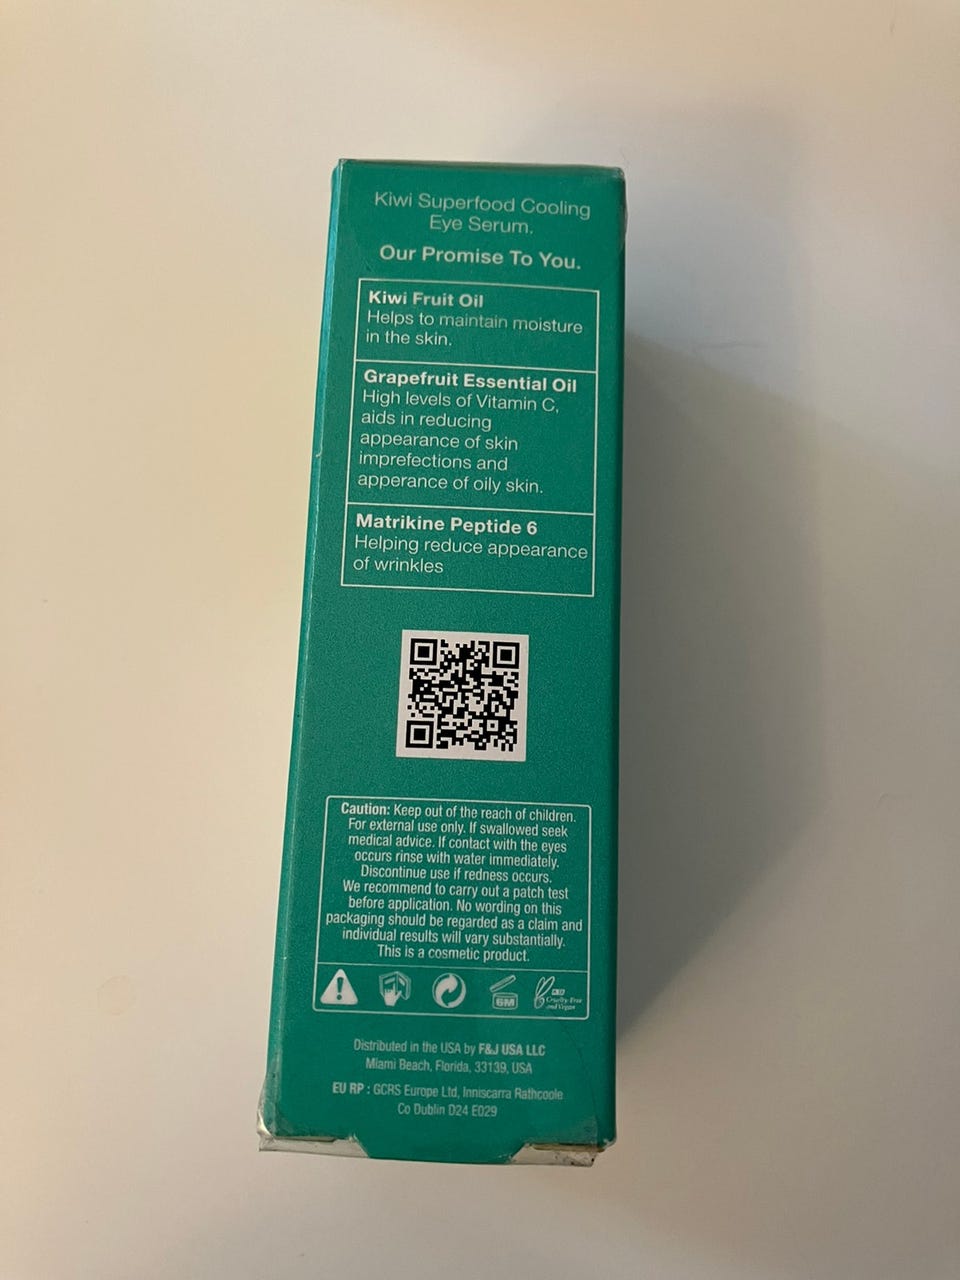 Kiwi Superfood Cooling
Eye Serum.
Our Promise To You.
Kiwi Fruit Oil
Helps to maintain moisture
in the skin.
Grapefruit Essential Oil
High levels of Vitamin C,
aids in reducing
appearance of skin
imprefections and
apperance of oily skin.
Matrikine Peptide 6
Helping reduce appearance
of wrinkles
Caution: Keep out of the reach of children.
For external use only. If swallowed seek
medical advice. If contact with the eyes
occurs rinse with water immediately.
Discontinue use if redness occurs.
We recommend to carry out a patch test
before application. No wording on this
packaging should be regarded as a claim and
individual results will vary substantially.
This is a cosmetic product.
6M
Cruelty-Free
and Vegan
Distributed in the USA by F&J USA LLC
Miami Beach, Florida, 33139, USA
EU RP : GCRS Europe Ltd, Inniscarra Rathcoole
Co Dublin D24 E029